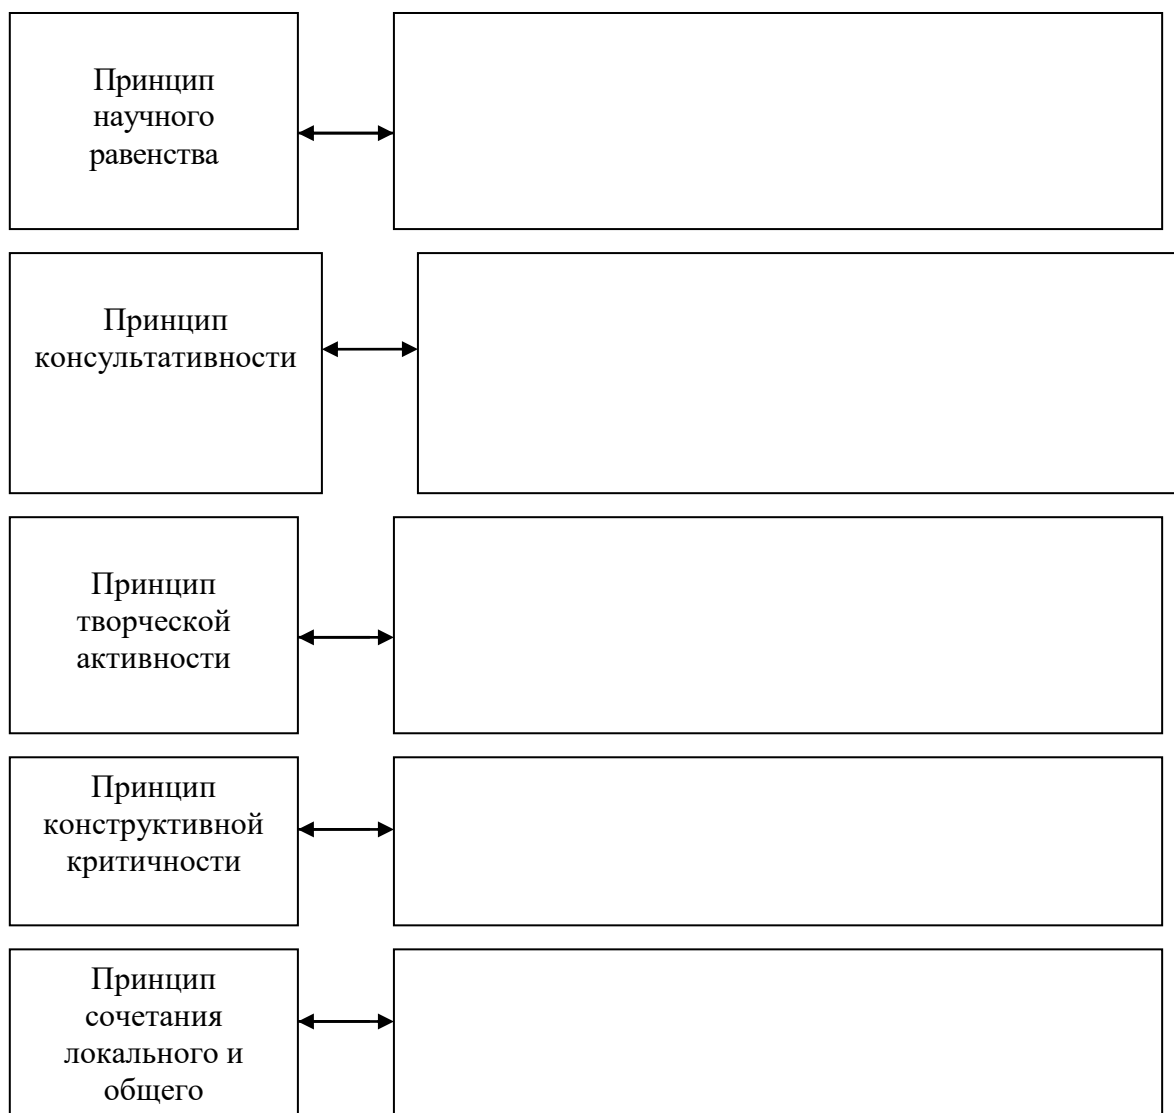 Принцип
научного
равенства
Принцип
консультативности
Принцип
творческой
активности
Принцип
конструктивной
критичности
Принцип
сочетания
локального и
общего